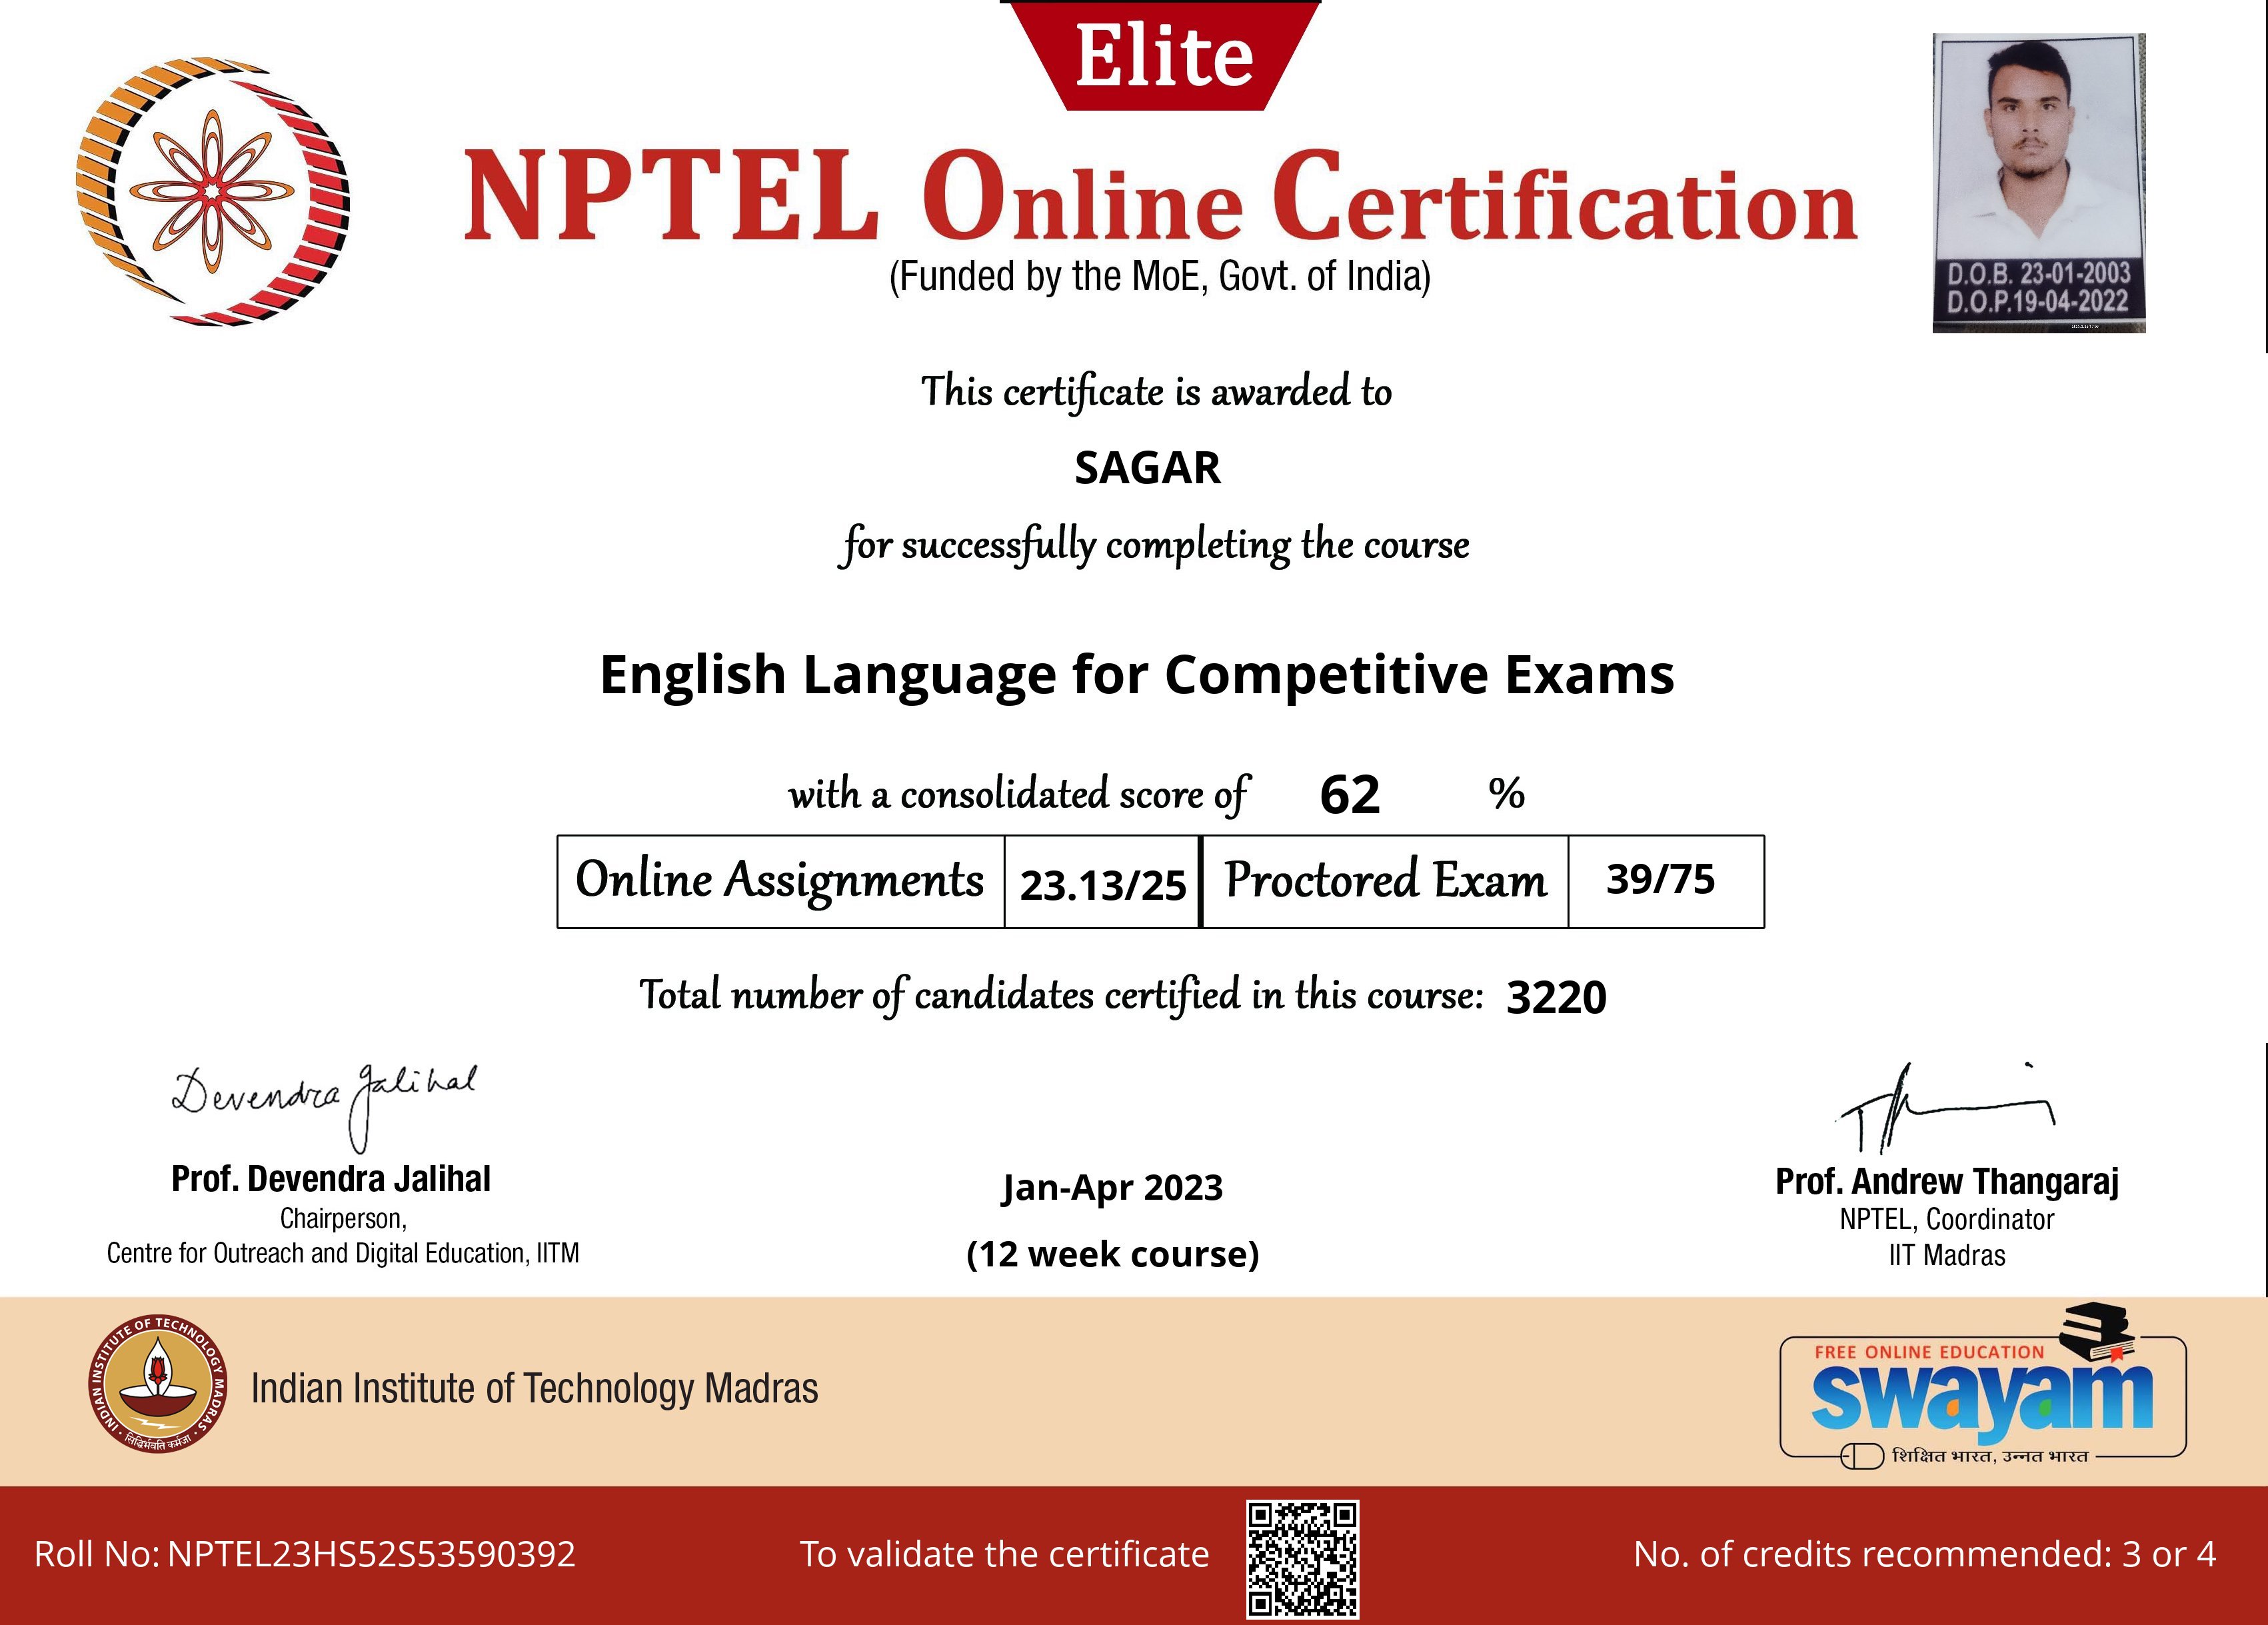 Elite
NPTEL Online Certification
(Funded by the MoE, Govt. of India)
D.O.B. 23-01-2003
D.O.P.19-04-2022
This certificate is awarded to
SAGAR
for successfully completing the course
English Language for Competitive Exams
with a consolidated score of 62 %
Online Assignments 23.13/25 Proctored Exam 39/75
Total number of candidates certified in this course: 3220
Devendra Jalihal
Prof. Devendra Jalihal
Chairperson,
Centre for Outreach and Digital Education, IITM
Jan-Apr 2023
(12 week course)
Prof. Andrew Thangaraj
NPTEL, Coordinator
IIT Madras
INDIAN INSTITUTE OF TECHNOLOGY MADRAS
सिद्धिर्भवति कर्मजा
Indian Institute of Technology Madras
FREE ONLINE EDUCATION
swayam
शिक्षित भारत, उन्नत भारत
Roll No: NPTEL23HS52S53590392
To validate the certificate
No. of credits recommended: 3 or 4